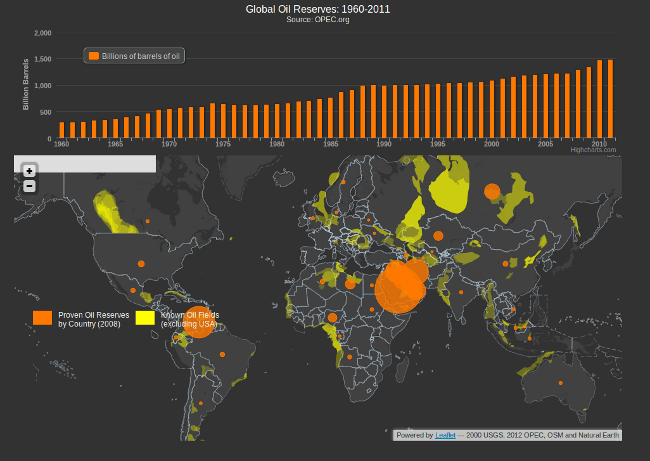 Global Oil Reserves: 1960-2011
Source: OPEC.org
Billion Barrels
2,000
1,500
1,000
500
0
Billions of barrels of oil
1960 1965 1970 1975 1980 1985 1990 1995 2000 2005 2010
Highcharts.com
+
−
Proven Oil Reserves
by Country (2008)
Known Oil Fields
(excluding USA)
Powered by Leaflet — 2000 USGS, 2012 OPEC, OSM and Natural Earth